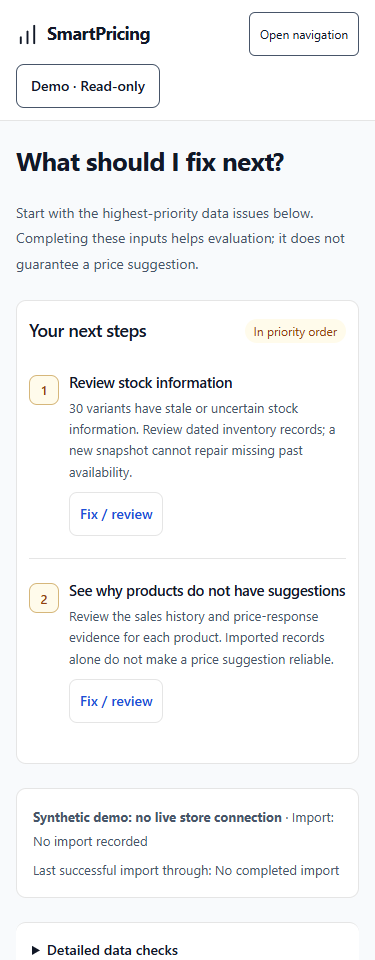 SmartPricing
Open navigation
Demo · Read-only
What should I fix next?
Start with the highest-priority data issues below.
Completing these inputs helps evaluation; it does not
guarantee a price suggestion.
Your next steps
In priority order
1
Review stock information
30 variants have stale or uncertain stock
information. Review dated inventory records; a
new snapshot cannot repair missing past
availability.
Fix / review
2
See why products do not have suggestions
Review the sales history and price-response
evidence for each product. Imported records
alone do not make a price suggestion reliable.
Fix / review
Synthetic demo: no live store connection · Import:
No import recorded
Last successful import through: No completed import
Detailed data checks